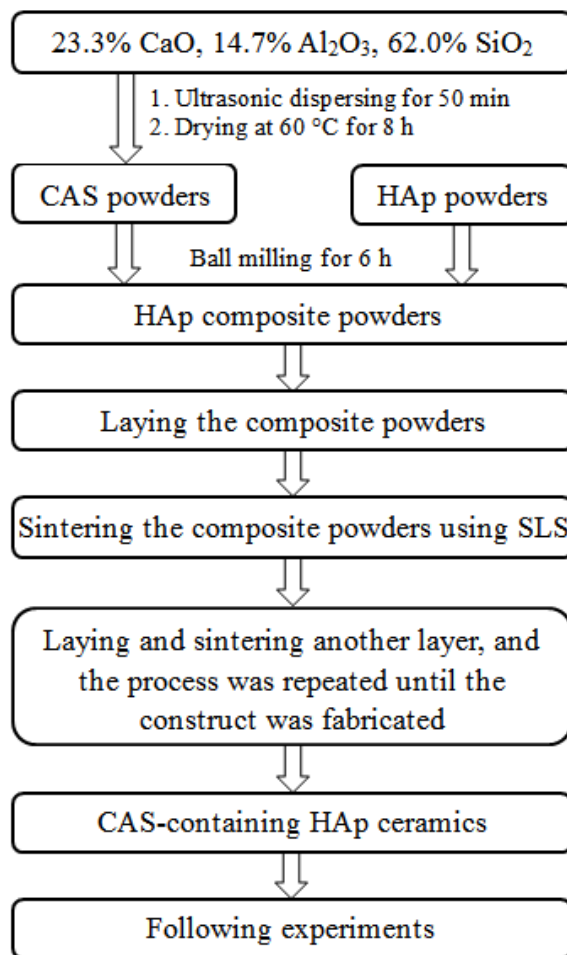 23.3% CaO, 14.7% Al₂O₃, 62.0% SiO₂
1. Ultrasonic dispersing for 50 min
2. Drying at 60 °C for 8 h
CAS powders
HAp powders
Ball milling for 6 h
HAp composite powders
Laying the composite powders
Sintering the composite powders using SLS
Laying and sintering another layer, and
the process was repeated until the
construct was fabricated
CAS-containing HAp ceramics
Following experiments